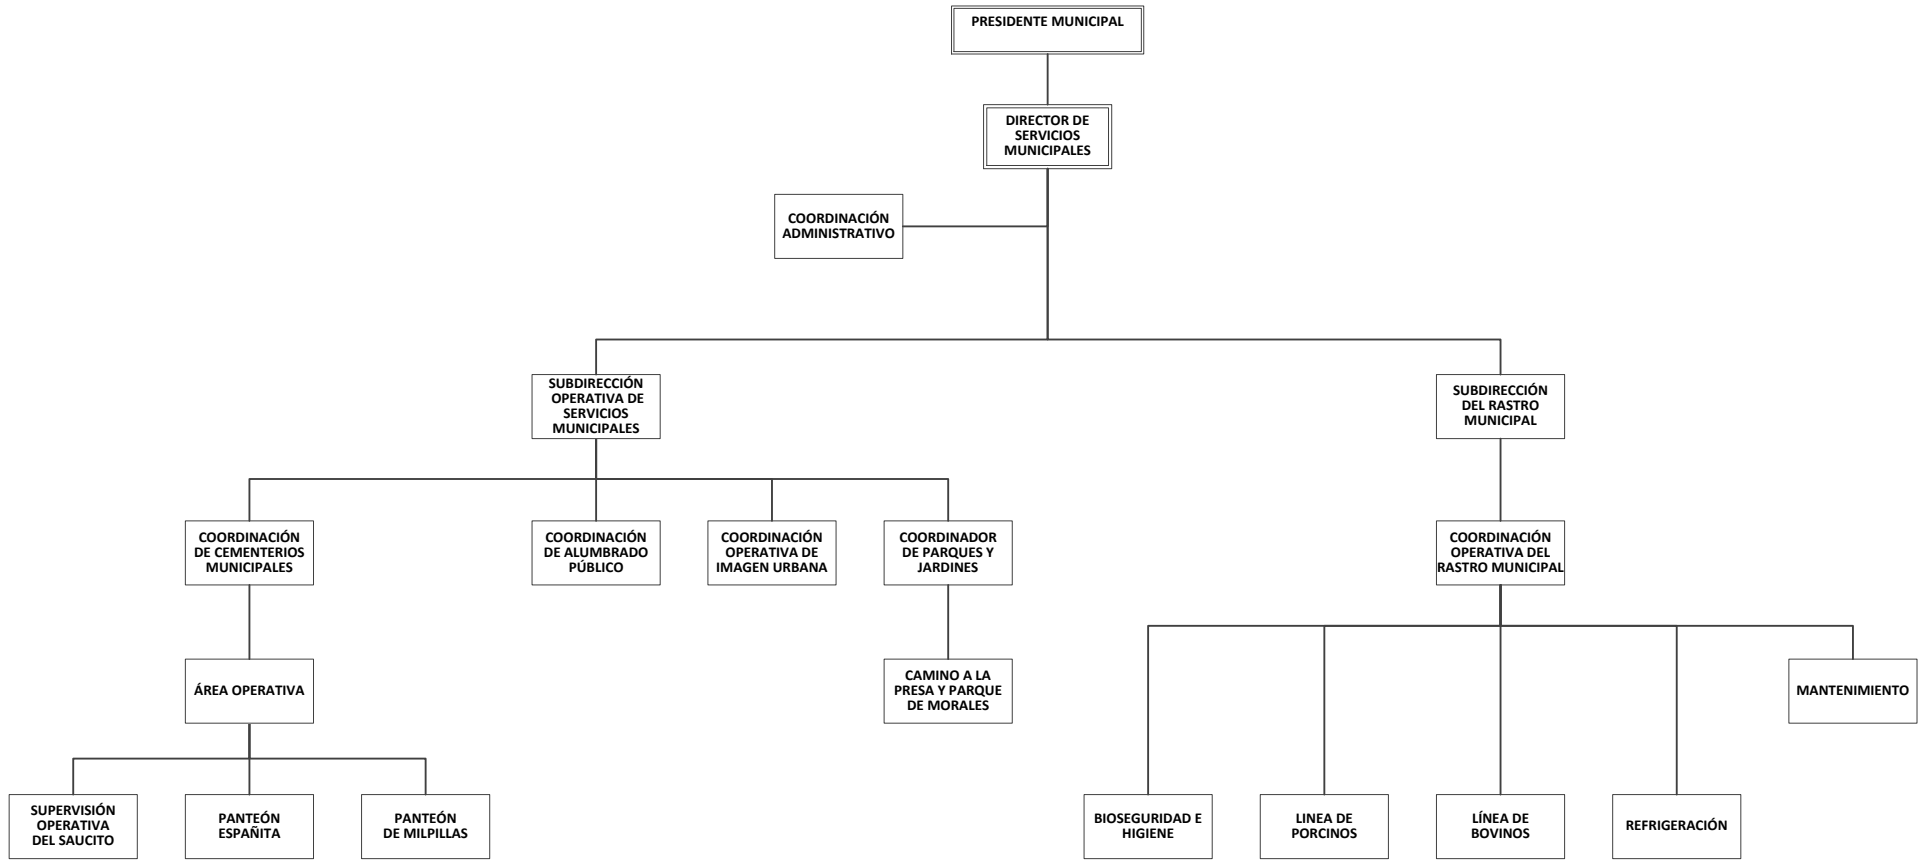 PRESIDENTE MUNICIPAL
DIRECTOR DE
SERVICIOS
MUNICIPALES
COORDINACIÓN
ADMINISTRATIVO
SUBDIRECCIÓN
OPERATIVA DE
SERVICIOS
MUNICIPALES
SUBDIRECCIÓN
DEL RASTRO
MUNICIPAL
COORDINACIÓN
DE CEMENTERIOS
MUNICIPALES
COORDINACIÓN
DE ALUMBRADO
PÚBLICO
COORDINACIÓN
OPERATIVA DE
IMAGEN URBANA
COORDINADOR
DE PARQUES Y
JARDINES
COORDINACIÓN
OPERATIVA DEL
RASTRO MUNICIPAL
ÁREA OPERATIVA
CAMINO A LA
PRESA Y PARQUE
DE MORALES
MANTENIMIENTO
SUPERVISIÓN
OPERATIVA
DEL SAUCITO
PANTEÓN
ESPAÑITA
PANTEÓN
DE MILPILLAS
BIOSEGURIDAD E
HIGIENE
LINEA DE
PORCINOS
LÍNEA DE
BOVINOS
REFRIGERACIÓN